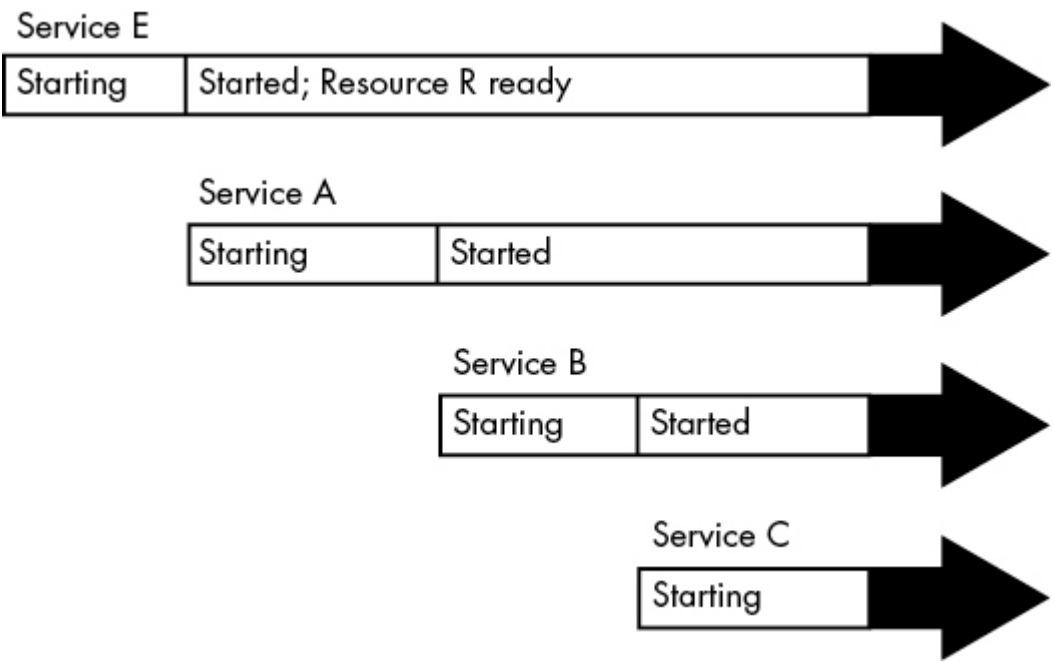 Service E
Starting
Started; Resource R ready
Service A
Starting
Started
Service B
Starting
Started
Service C
Starting